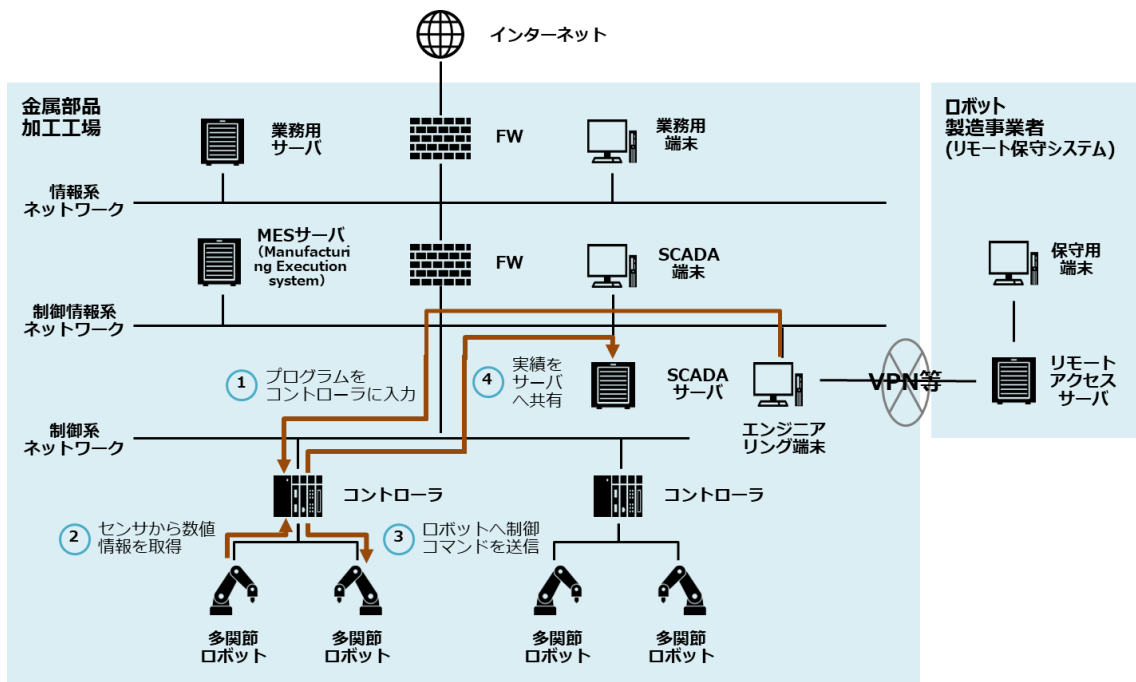 インターネット
金属部品
加工工場
業務用
サーバ
FW
業務用
端末
ロボット
製造事業者
(リモート保守システム)
情報系
ネットワーク
MESサーバ
（Manufacturi
ng Execution
system）
FW
SCADA
端末
保守用
端末
制御情報系
ネットワーク
1 プログラムを
コントローラに入力
4 実績を
サーバ
へ共有
SCADA
サーバ
VPN等
リモート
アクセス
サーバ
エンジニア
リング端末
制御系
ネットワーク
コントローラ
コントローラ
2 センサから数値
情報を取得
3 ロボットへ制御
コマンドを送信
多関節
ロボット
多関節
ロボット
多関節
ロボット
多関節
ロボット